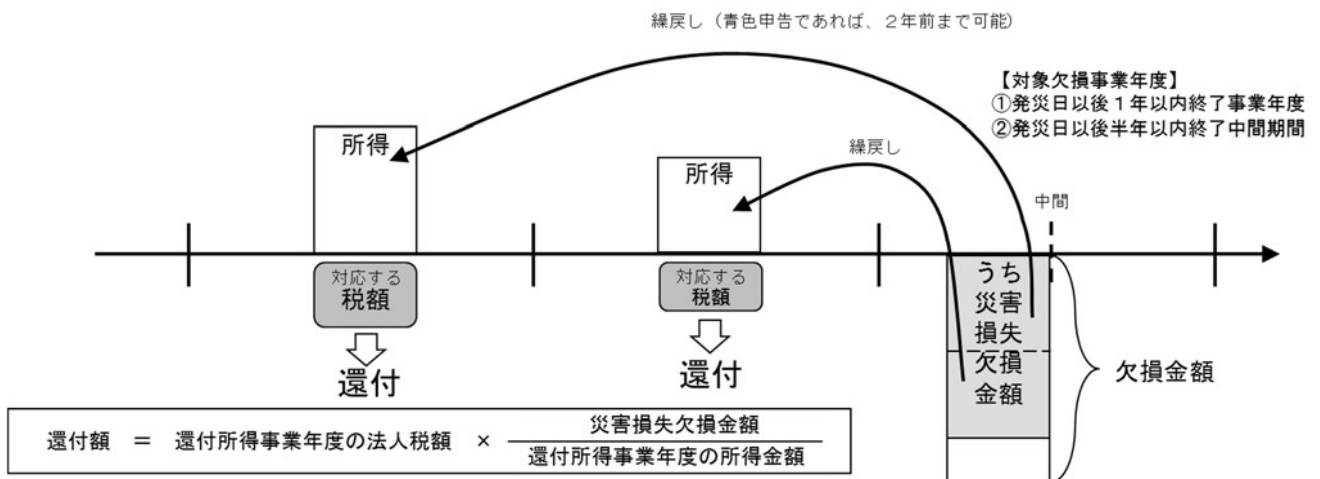 繰戻し（青色申告であれば、２年前まで可能）
【対象欠損事業年度】
①発災日以後１年以内終了事業年度
②発災日以後半年以内終了中間期間
所得
繰戻し
所得
中間
対応する
税額
対応する
税額
うち
災害
損失
欠損
金額
欠損金額
還付
還付
還付額 ＝ 還付所得事業年度の法人税額 × 災害損失欠損金額
還付所得事業年度の所得金額